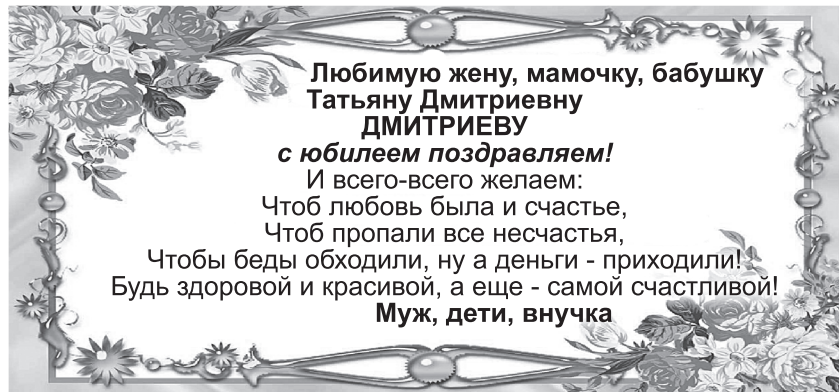 Любимую жену, мамочку, бабушку
Татьяну Дмитриевну
ДМИТРИЕВУ
с юбилеем поздравляем!
И всего-всего желаем:
Чтоб любовь была и счастье,
Чтоб пропали все несчастья,
Чтобы беды обходили, ну а деньги - приходили!
Будь здоровой и красивой, а еще - самой счастливой!
Муж, дети, внучка